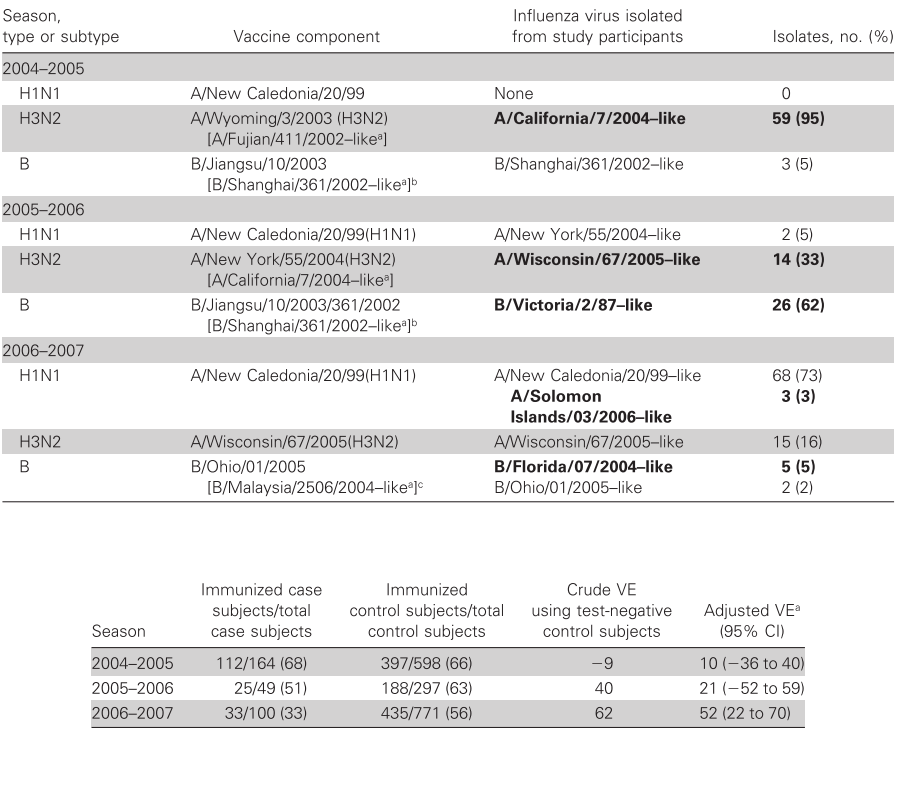 Season,
type or subtype Vaccine component Influenza virus isolated
from study participants Isolates, no. (%)
2004–2005
H1N1 A/New Caledonia/20/99 None 0
H3N2 A/Wyoming/3/2003 (H3N2) A/California/7/2004–like 59 (95)
[A/Fujian/411/2002–likeᵃ]
B B/Jiangsu/10/2003 B/Shanghai/361/2002–like 3 (5)
[B/Shanghai/361/2002–likeᵃ]ᵇ
2005–2006
H1N1 A/New Caledonia/20/99(H1N1) A/New York/55/2004–like 2 (5)
H3N2 A/New York/55/2004(H3N2) A/Wisconsin/67/2005–like 14 (33)
[A/California/7/2004–likeᵃ]
B B/Jiangsu/10/2003/361/2002 B/Victoria/2/87–like 26 (62)
[B/Shanghai/361/2002–likeᵃ]ᵇ
2006–2007
H1N1 A/New Caledonia/20/99(H1N1) A/New Caledonia/20/99–like 68 (73)
A/Solomon 3 (3)
Islands/03/2006–like
H3N2 A/Wisconsin/67/2005(H3N2) A/Wisconsin/67/2005–like 15 (16)
B B/Ohio/01/2005 B/Florida/07/2004–like 5 (5)
[B/Malaysia/2506/2004–likeᵃ]ᶜ B/Ohio/01/2005–like 2 (2)
Immunized case Immunized Crude VE
subjects/total control subjects/total using test-negative Adjusted VEᵃ
Season case subjects control subjects control subjects (95% CI)
2004–2005 112/164 (68) 397/598 (66) −9 10 (−36 to 40)
2005–2006 25/49 (51) 188/297 (63) 40 21 (−52 to 59)
2006–2007 33/100 (33) 435/771 (56) 62 52 (22 to 70)